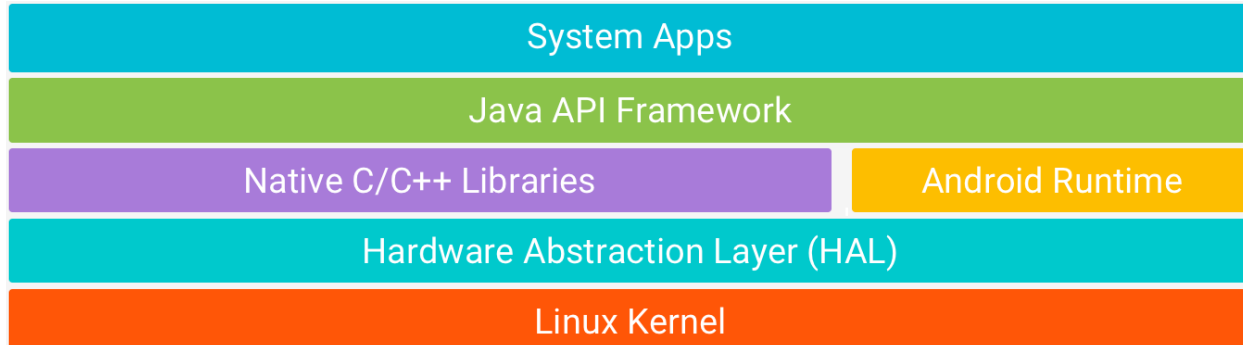 System Apps
Java API Framework
Native C/C++ Libraries
Android Runtime
Hardware Abstraction Layer (HAL)
Linux Kernel